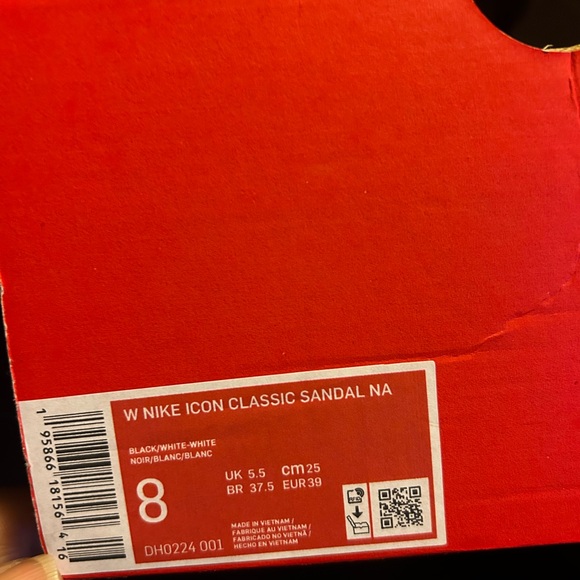 W NIKE ICON CLASSIC SANDAL NA
BLACK/WHITE-WHITE
NOIR/BLANC/BLANC
8
UK 5.5 cm 25
BR 37.5 EUR 39
MADE IN VIETNAM /
FABRIQUE AU VIETNAM /
FABRICADO NO VIETNÃ /
HECHO EN VIETNAM
DH0224 001
1 95866 18156 4 16